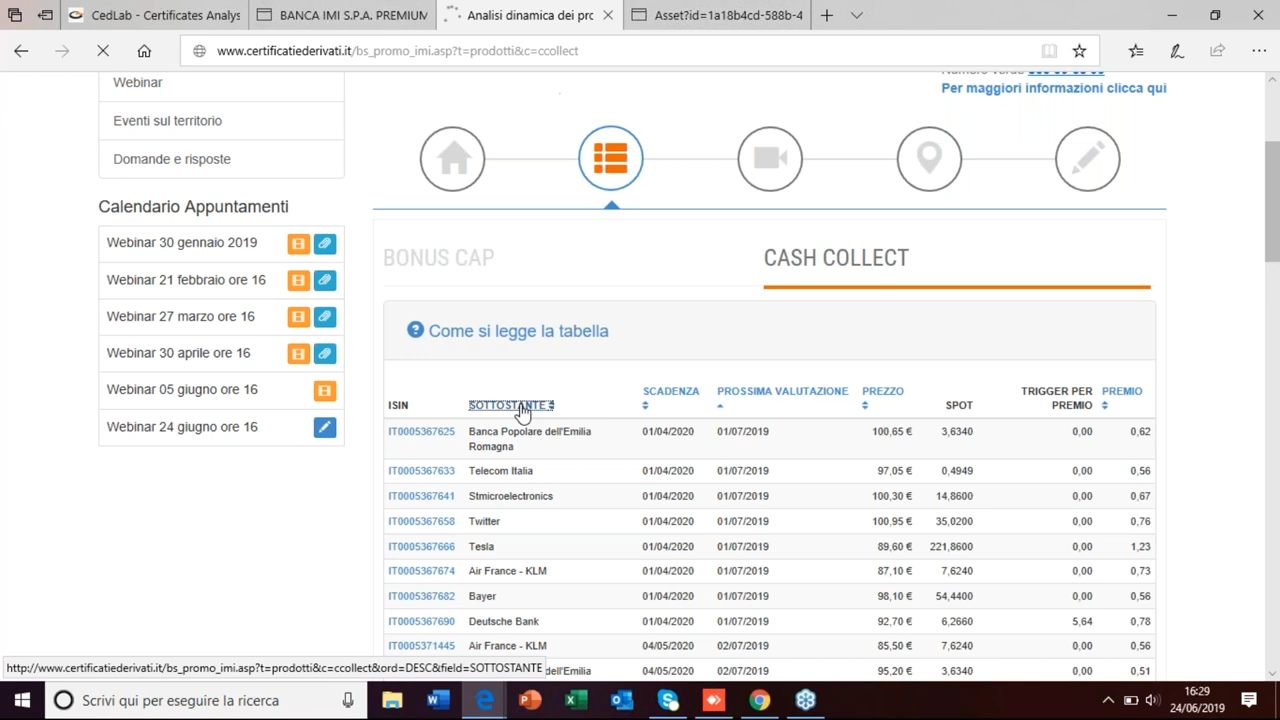 CedLab - Certificates Analys
BANCA IMI S.P.A. PREMIUM
Analisi dinamica dei pro
Asset?id=1a18b4cd-588b-4
www.certificatiederivati.it/bs_promo_imi.asp?t=prodotti&c=ccollect
Webinar
Eventi sul territorio
Domande e risposte
Calendario Appuntamenti
Webinar 30 gennaio 2019
Webinar 21 febbraio ore 16
Webinar 27 marzo ore 16
Webinar 30 aprile ore 16
Webinar 05 giugno ore 16
Webinar 24 giugno ore 16
Per maggiori informazioni clicca qui
BONUS CAP
CASH COLLECT
Come si legge la tabella
ISIN SOTTOSTANTE SCADENZA PROSSIMA VALUTAZIONE PREZZO SPOT TRIGGER PER PREMIO PREMIO
IT0005367625 Banca Popolare dell'Emilia Romagna 01/04/2020 01/07/2019 100,65 € 3,6340 0,00 0,62
IT0005367633 Telecom Italia 01/04/2020 01/07/2019 97,05 € 0,4949 0,00 0,56
IT0005367641 Stmicroelectronics 01/04/2020 01/07/2019 100,30 € 14,8600 0,00 0,67
IT0005367658 Twitter 01/04/2020 01/07/2019 100,95 € 35,0200 0,00 0,76
IT0005367666 Tesla 01/04/2020 01/07/2019 89,60 € 221,8600 0,00 1,23
IT0005367674 Air France - KLM 01/04/2020 01/07/2019 87,10 € 7,6240 0,00 0,73
IT0005367682 Bayer 01/04/2020 01/07/2019 98,10 € 54,4400 0,00 0,56
IT0005367690 Deutsche Bank 01/04/2020 01/07/2019 92,70 € 6,2660 5,64 0,78
IT0005371445 Air France - KLM 04/05/2020 02/07/2019 85,50 € 7,6240 0,00 0,56
dell'Emilia 04/05/2020 02/07/2019 95,20 € 3,6340 0,00 0,51
http://www.certificatiederivati.it/bs_promo_imi.asp?t=prodotti&c=ccollect&ord=DESC&field=SOTTOSTANTE
Scrivi qui per eseguire la ricerca
16:29
24/06/2019